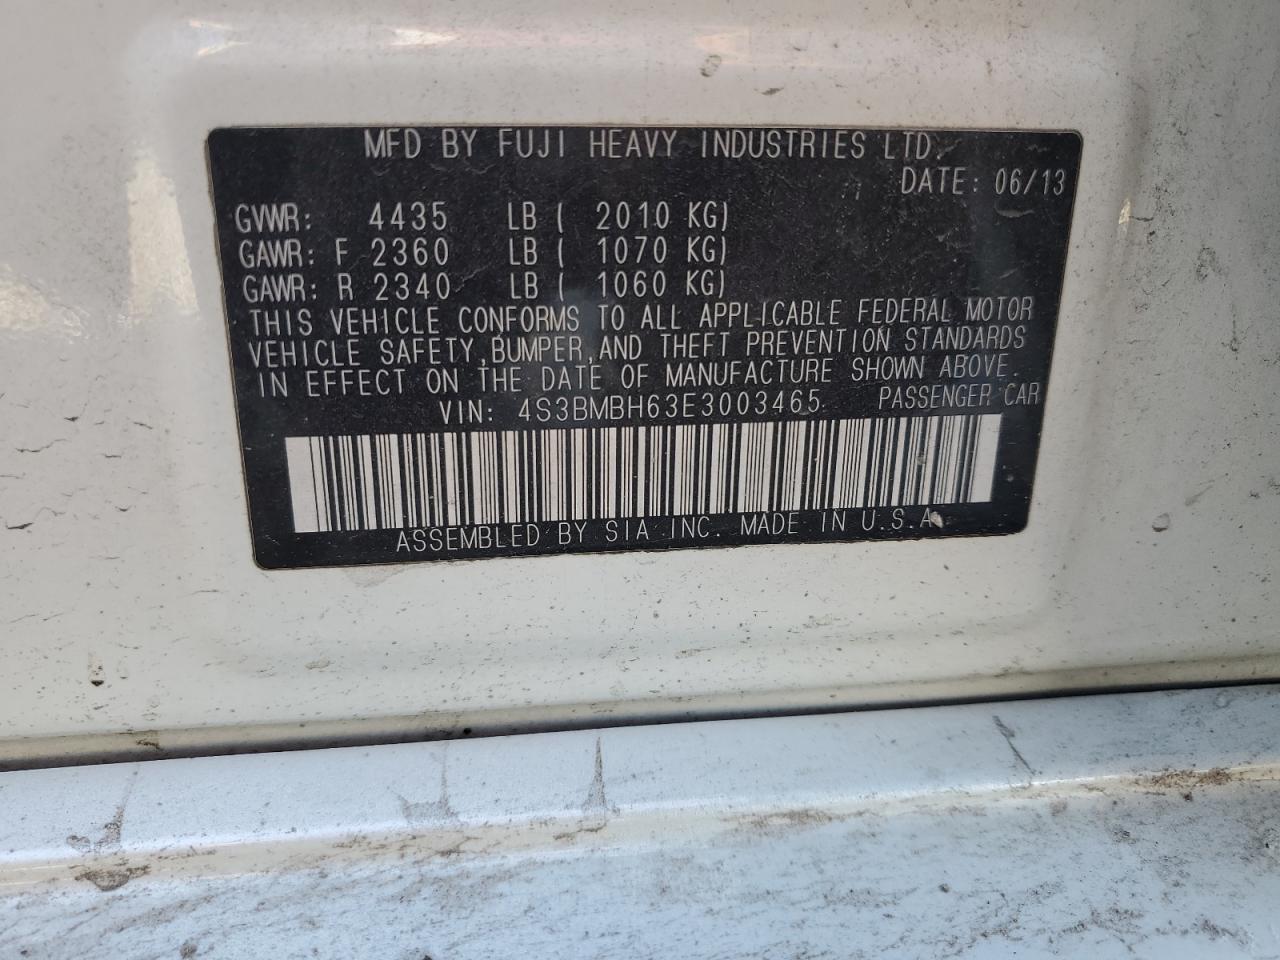 MFD BY FUJI HEAVY INDUSTRIES LTD.
DATE: 06/13
GVWR: 4435 LB ( 2010 KG)
GAWR: F 2360 LB ( 1070 KG)
GAWR: R 2340 LB ( 1060 KG)
THIS VEHICLE CONFORMS TO ALL APPLICABLE FEDERAL MOTOR
VEHICLE SAFETY,BUMPER,AND THEFT PREVENTION STANDARDS
IN EFFECT ON THE DATE OF MANUFACTURE SHOWN ABOVE.
VIN: 4S3BMBH63E3003465 PASSENGER CAR
ASSEMBLED BY SIA INC. MADE IN U.S.A.